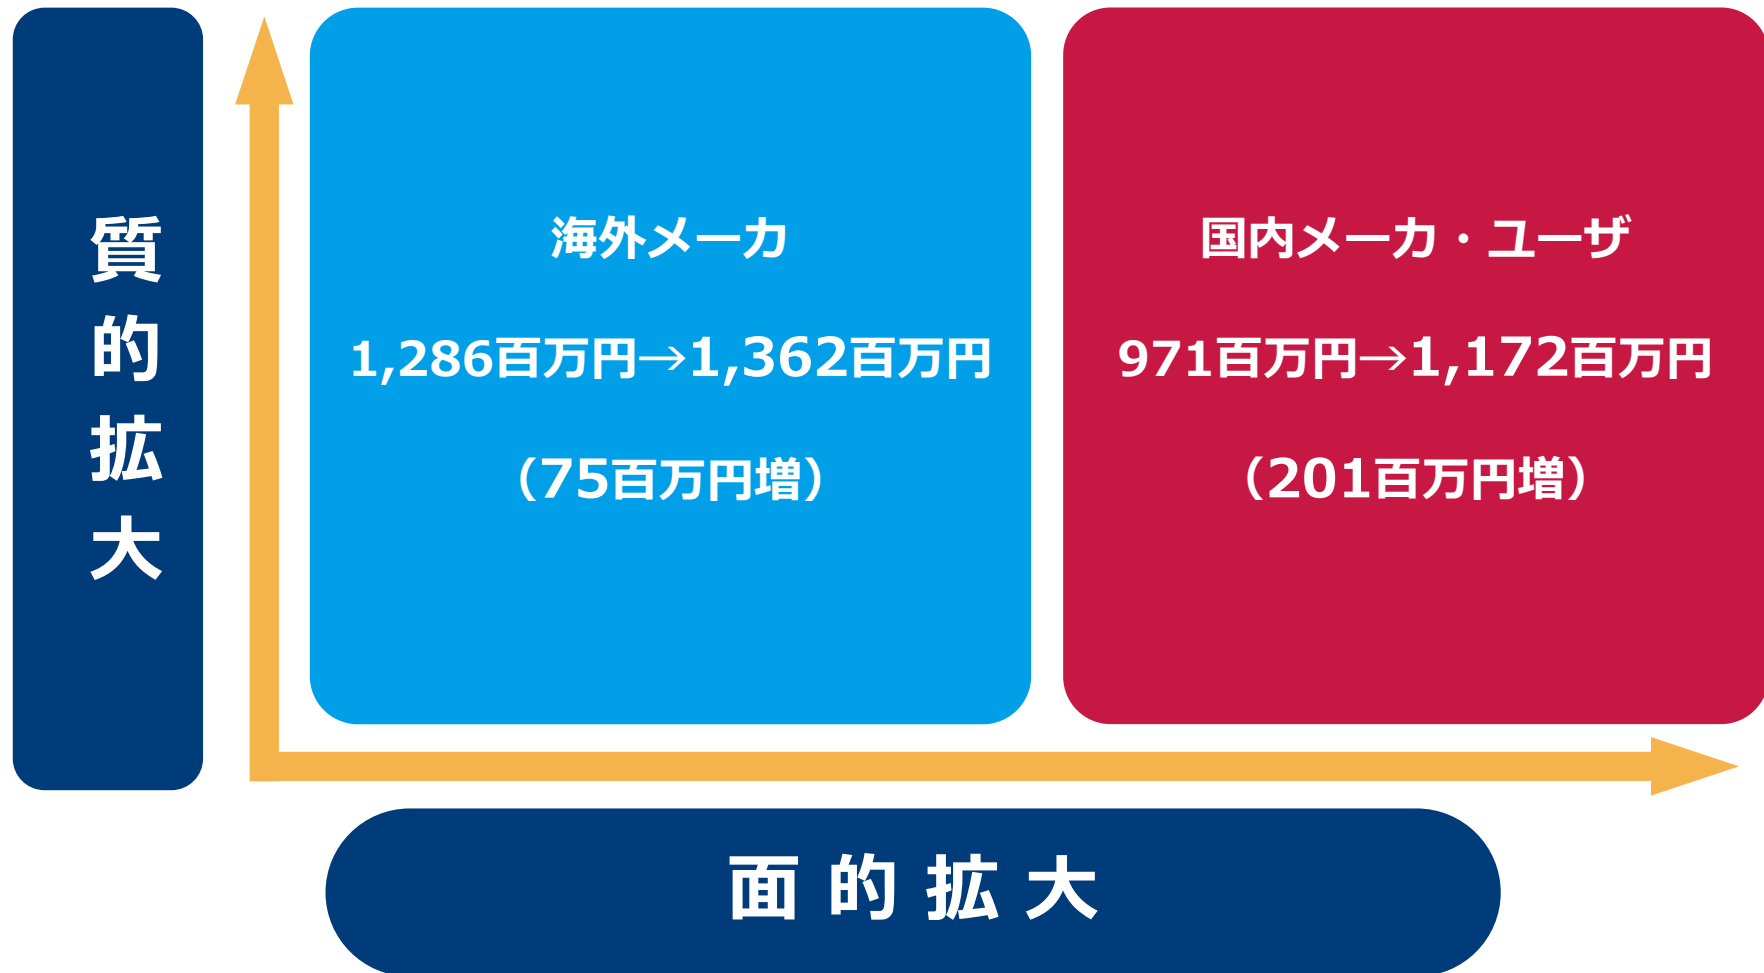 質的拡大
海外メーカ
1,286百万円→1,362百万円
（75百万円増）
国内メーカ・ユーザ
971百万円→1,172百万円
（201百万円増）
面的拡大